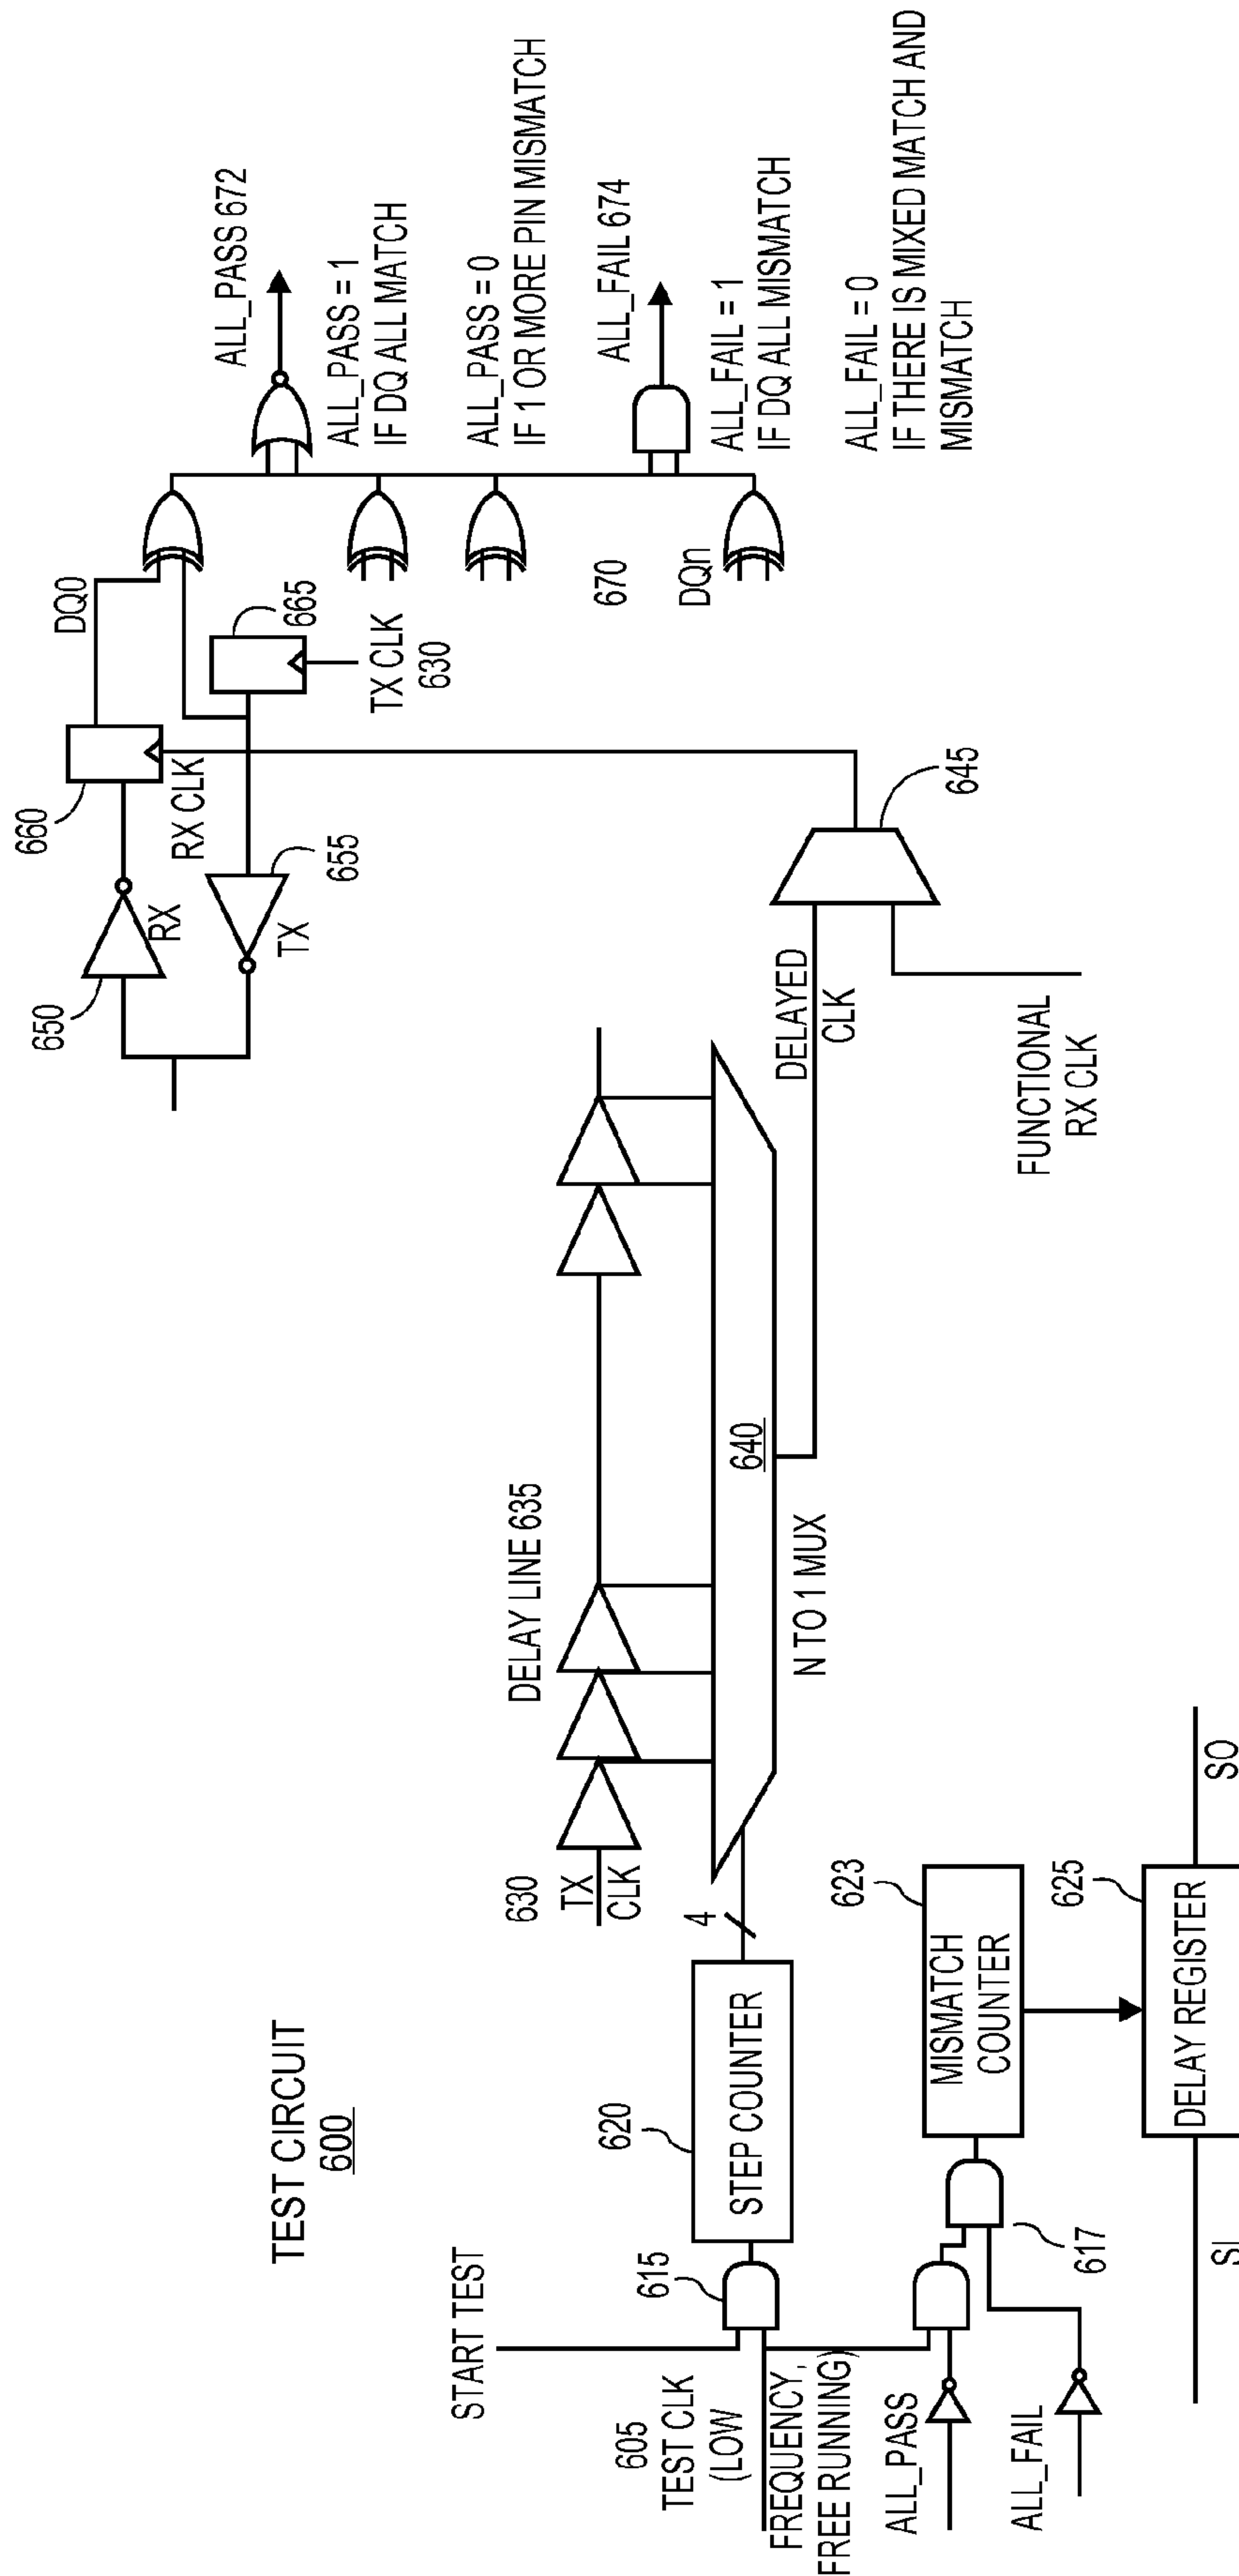 TEST CIRCUIT
600
START TEST
605
TEST CLK
(LOW
FREQUENCY,
FREE RUNNING)
615
620
STEP COUNTER
4
ALL_PASS
ALL_FAIL
617
623
MISMATCH
COUNTER
625
DELAY REGISTER
SI
SO
630
TX
CLK
DELAY LINE 635
640
N TO 1 MUX
DELAYED
CLK
FUNCTIONAL
RX CLK
645
650
RX
655
TX
660
RX CLK
665
TX CLK
630
DQ0
670
DQn
ALL_PASS 672
ALL_PASS = 1
IF DQ ALL MATCH
ALL_PASS = 0
IF 1 OR MORE PIN MISMATCH
ALL_FAIL 674
ALL_FAIL = 1
IF DQ ALL MISMATCH
ALL_FAIL = 0
IF THERE IS MIXED MATCH AND
MISMATCH